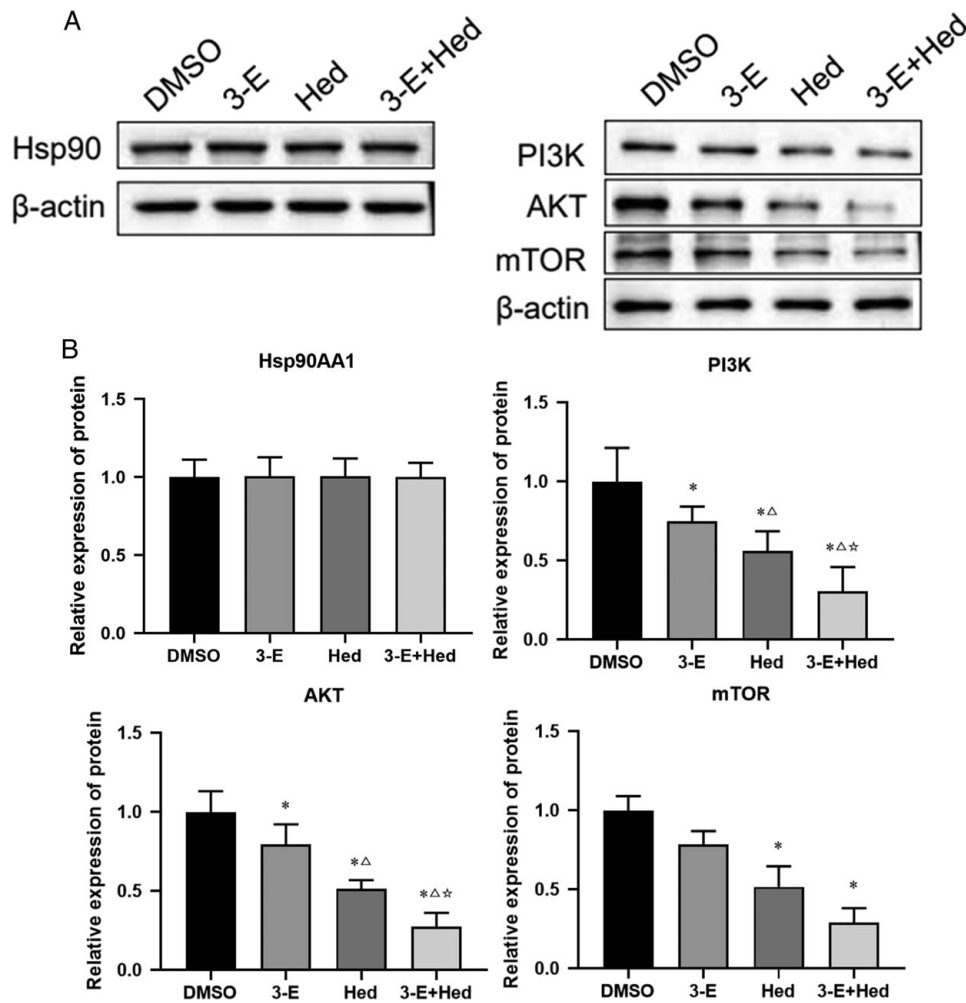 A
DMSO 3-E Hed 3-E+Hed
Hsp90
β-actin
DMSO 3-E Hed 3-E+Hed
PI3K
AKT
mTOR
β-actin
B
Hsp90AA1
Relative expression of protein
1.5
1.0
0.5
0.0
DMSO 3-E Hed 3-E+Hed
PI3K
Relative expression of protein
1.5
1.0
0.5
0.0
*
*△
*△☆
DMSO 3-E Hed 3-E+Hed
AKT
Relative expression of protein
1.5
1.0
0.5
0.0
*
*△
*△☆
DMSO 3-E Hed 3-E+Hed
mTOR
Relative expression of protein
1.5
1.0
0.5
0.0
*
*
DMSO 3-E Hed 3-E+Hed